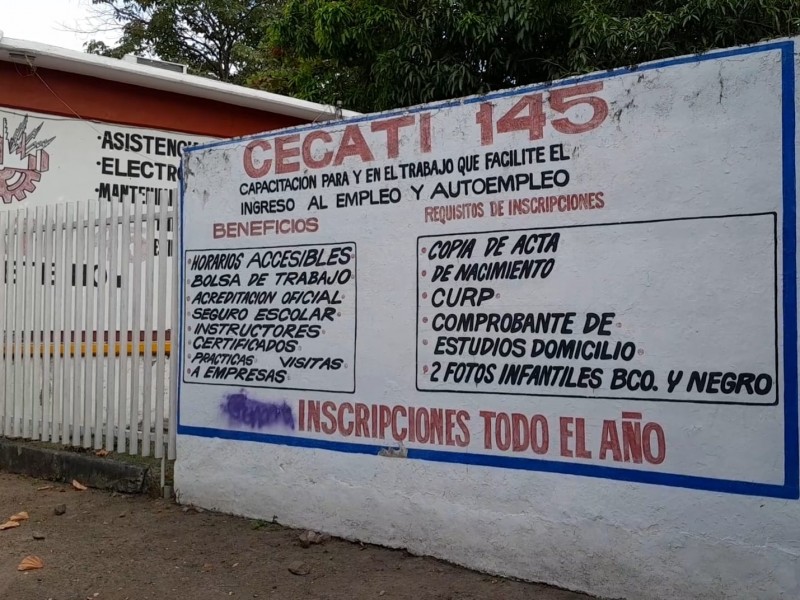 ·ASISTENC
·ELECTRO
·MANTEN
CECATI 145
CAPACITACIÓN PARA Y EN EL TRABAJO QUE FACILITE EL
INGRESO AL EMPLEO Y AUTOEMPLEO
BENEFICIOS
·HORARIOS ACCESIBLES
·BOLSA DE TRABAJO
·ACREDITACION OFICIAL
·SEGURO ESCOLAR
·INSTRUCTORES
CERTIFICADOS
·PRACTICAS VISITAS
·A EMPRESAS
REQUISITOS DE INSCRIPCIONES
·COPIA DE ACTA
·DE NACIMIENTO
·CURP
·COMPROBANTE DE
·ESTUDIOS DOMICILIO
·2 FOTOS INFANTILES BCO. Y NEGRO
INSCRIPCIONES TODO EL AÑO